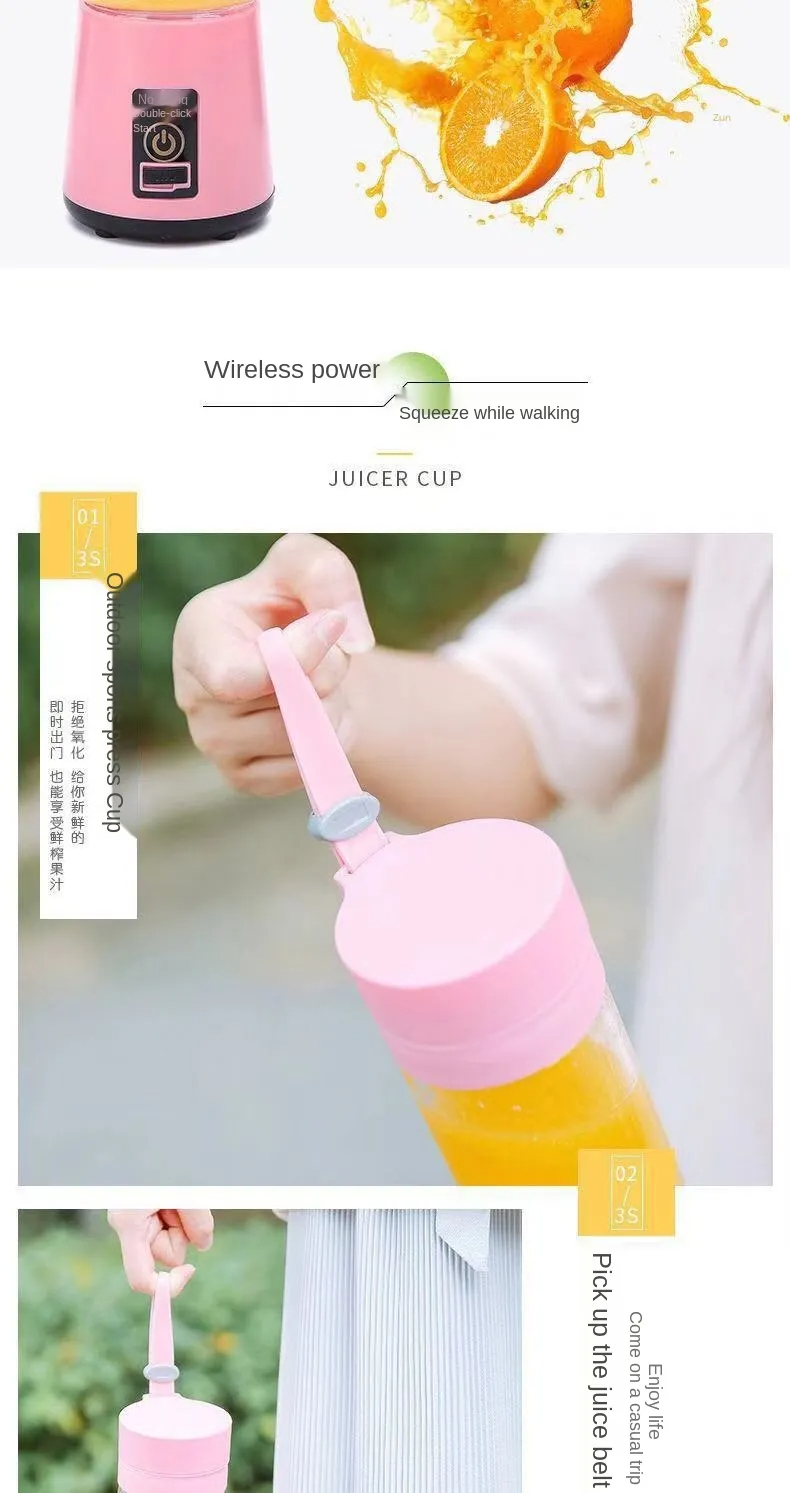 Double-click
Start
Zun
Wireless power
Squeeze while walking
JUICER CUP
01
/
3S
Outdoor sports press Cup
拒绝氧化 给你新鲜的
即时出门 也能享受鲜榨果汁
02
/
3S
Enjoy life
Come on a casual trip
Pick up the juice belt